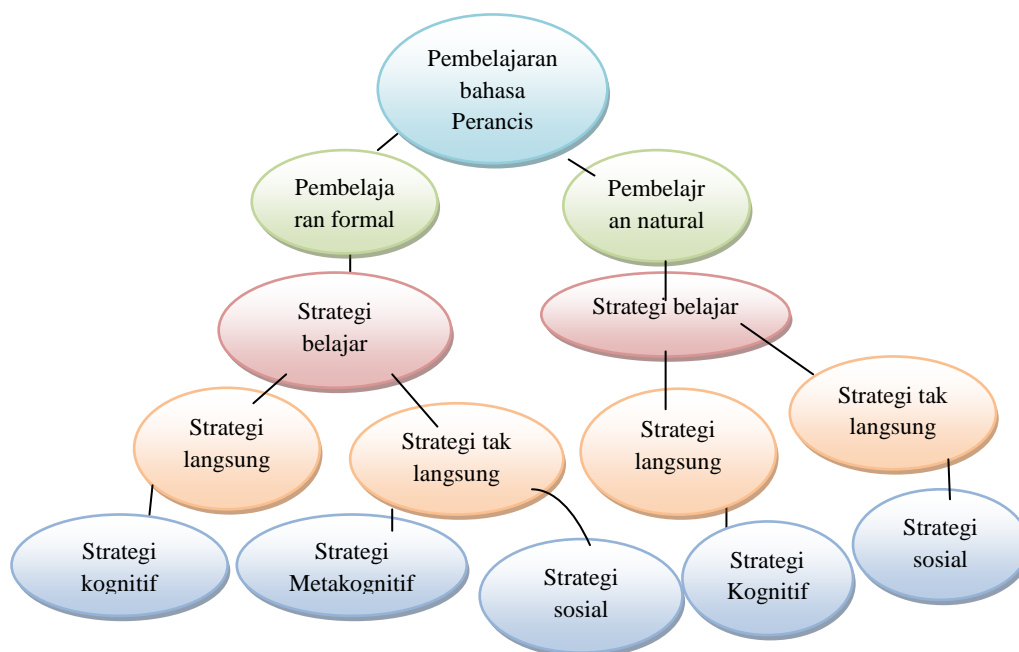 Pembelajaran
bahasa
Perancis
Pembelaja
ran formal
Pembelajr
an natural
Strategi
belajar
Strategi belajar
Strategi
langsung
Strategi tak
langsung
Strategi
langsung
Strategi tak
langsung
Strategi
kognitif
Strategi
Metakognitif
Strategi
sosial
Strategi
Kognitif
Strategi
sosial